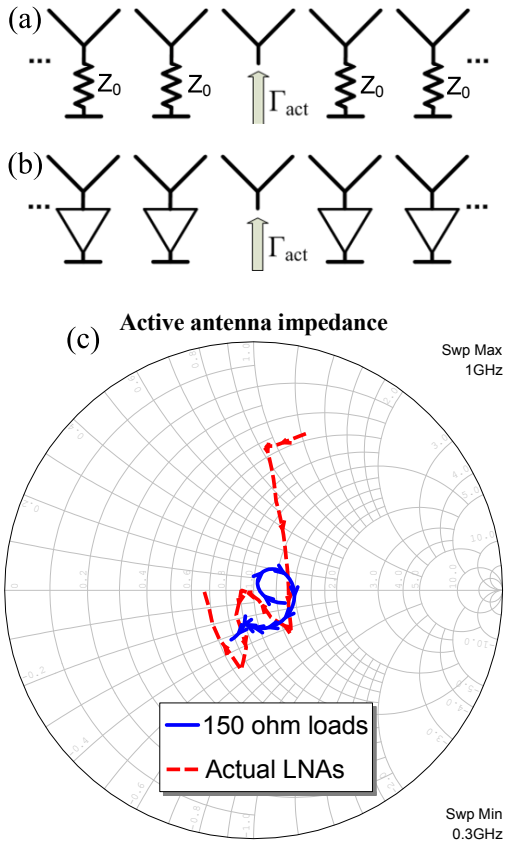 (a)
...
Z0
Z0
Γact
Z0
Z0
...
(b)
...
Γact
...
Active antenna impedance
(c)
Swp Max
1GHz
150 ohm loads
Actual LNAs
Swp Min
0.3GHz